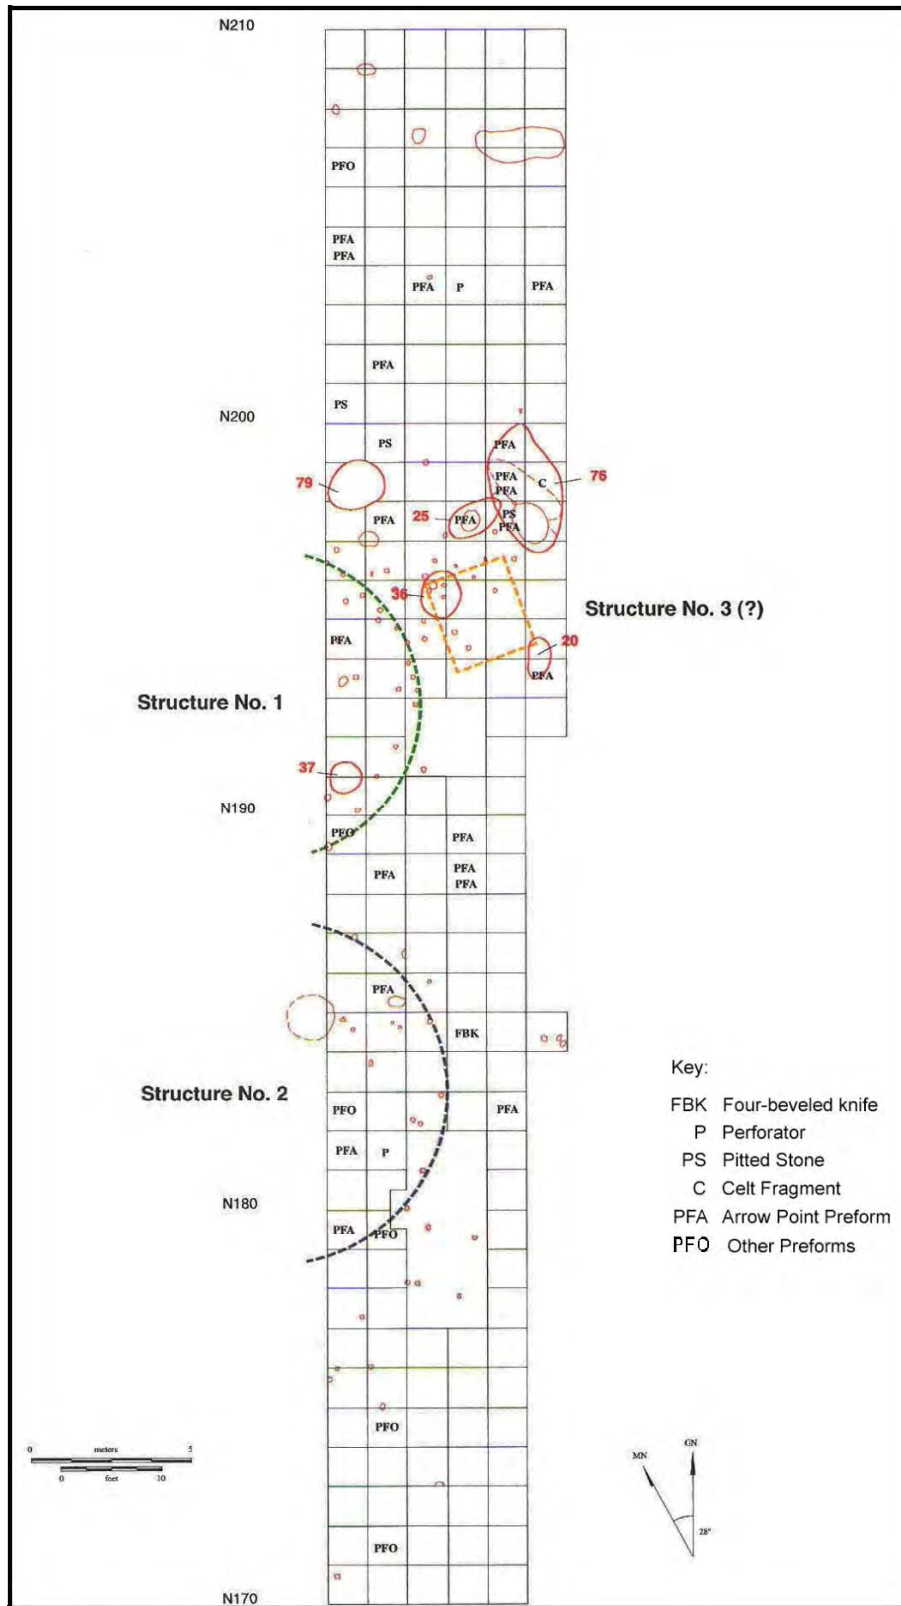 N210
PFO
PFA
PFA
PFA P PFA
PFA
PS
N200
PS PFA
79 PFA C 76
PFA
PFA 25 PFA PS
PFA
36
Structure No. 3 (?)
PFA 20
PFA
Structure No. 1
37
N190
PFO PFA
PFA PFA
PFA
PFA
FBK
Structure No. 2
PFO PFA
PFA P
N180
PFA PFO
PFO
PFO
N170
Key:
FBK Four-beveled knife
P Perforator
PS Pitted Stone
C Celt Fragment
PFA Arrow Point Preform
PFO Other Preforms
0 meters 5
0 feet 10
MN GN
28°